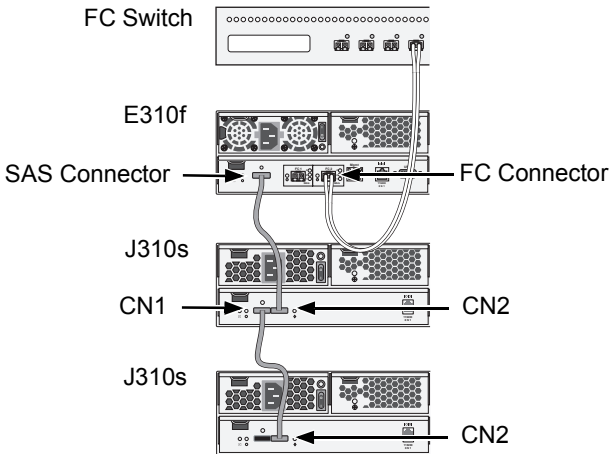 FC Switch
E310f
SAS Connector
FC Connector
J310s
CN1
CN2
J310s
CN2